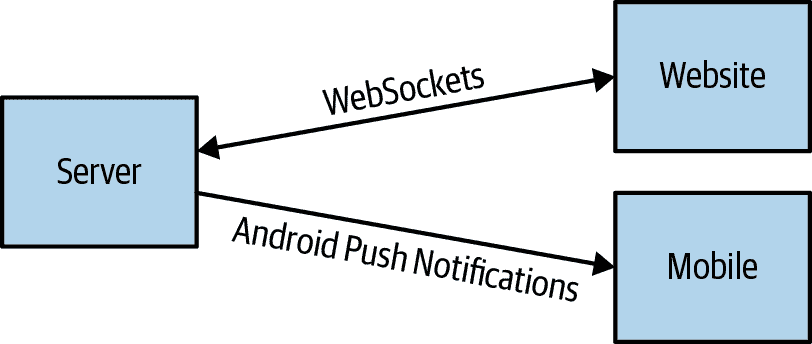 Server
WebSockets
Website
Android Push Notifications
Mobile